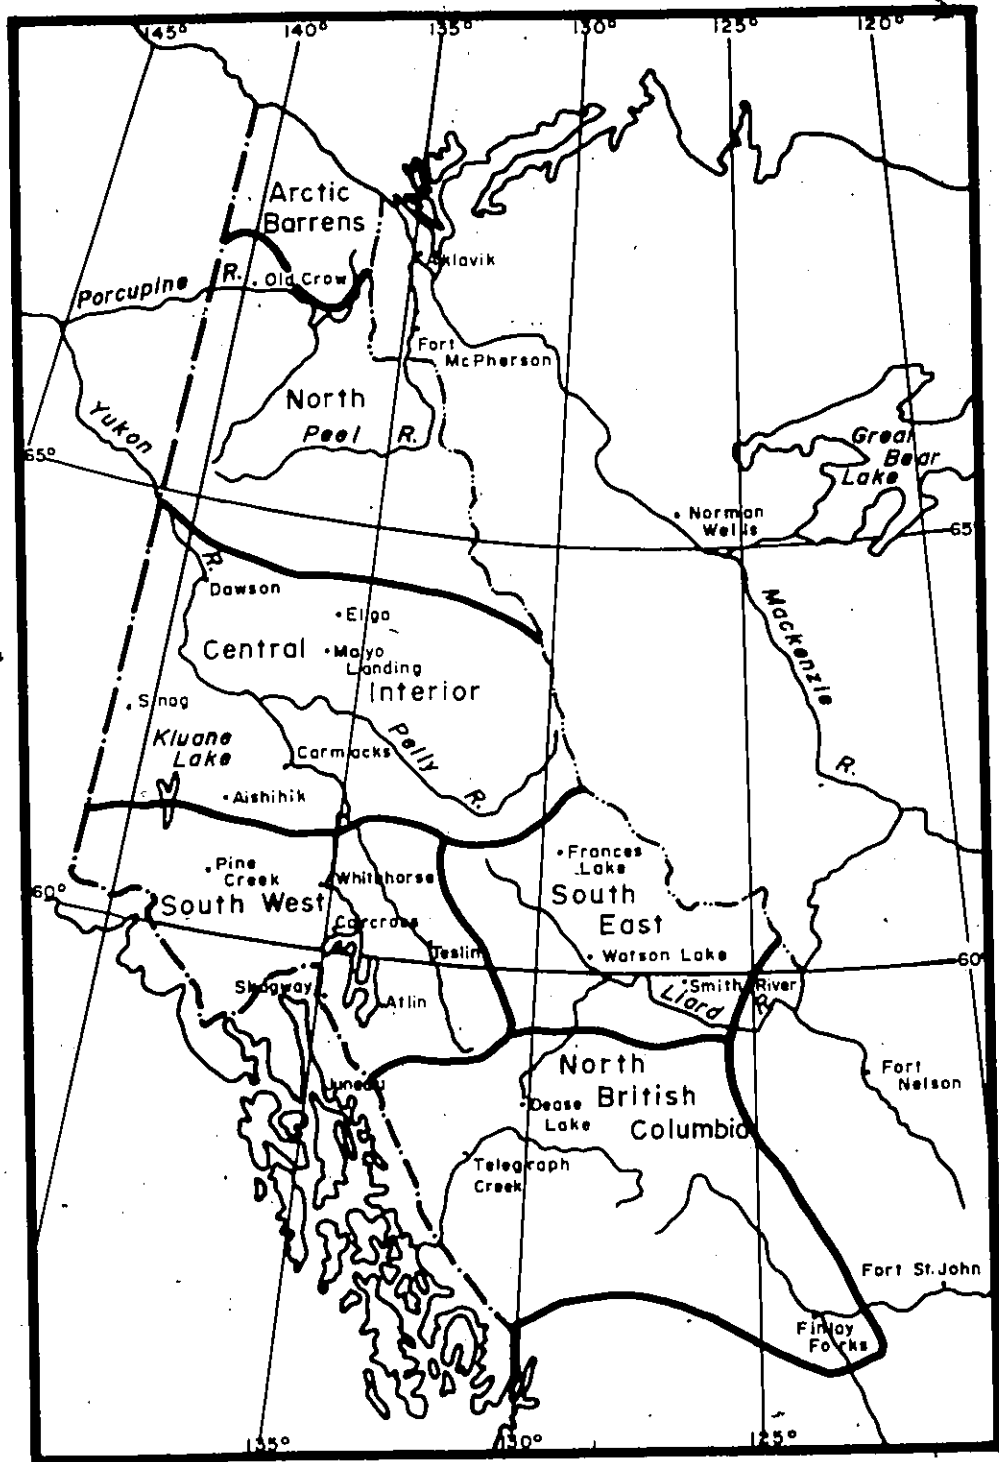 145°
140°
135°
130°
125°
120°
Arctic
Barrens
Aklavik
Porcupine R.
Old Crow
Fort
McPherson
North
Yukon
Peel R.
Great
Bear
Lake
65°
Norman
Wells
65°
R.
Dawson
Elsa
Mackenzie
Central
Mayo
Landing
Interior
Snag
Kluane
Lake
Carmacks
Pelly
R.
R.
Aishihik
Frances
Lake
Pine
Creek
Whitehorse
60°
South West
South
East
Carcross
Teslin
Watson Lake
60°
Skagway
Atlin
Smith River
Liard
R.
North
Fort
Nelson
Juneau
British
Dease
Lake
Columbia
Telegraph
Creek
D
Fort St. John
Finlay
Forks
135°
130°
125°